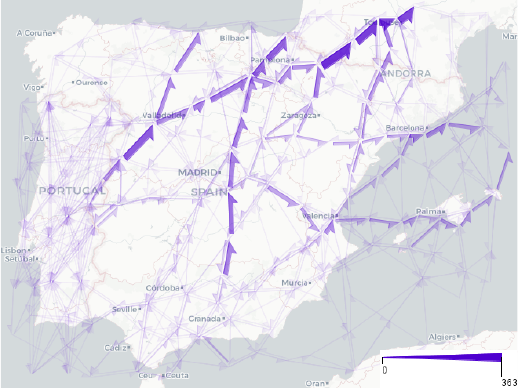 A Coruña
Bilbao
Toulouse
Mar
Pamplona
ANDORRA
Vigo
Ourense
Valladolid
Zaragoza
Barcelona
Porto
MADRID
SPAIN
PORTUGAL
Valencia
Palma
Lisbon
Setúbal
Murcia
Córdoba
Seville
Granada
Cádiz
Algiers
Ceuta
Oran
0
363